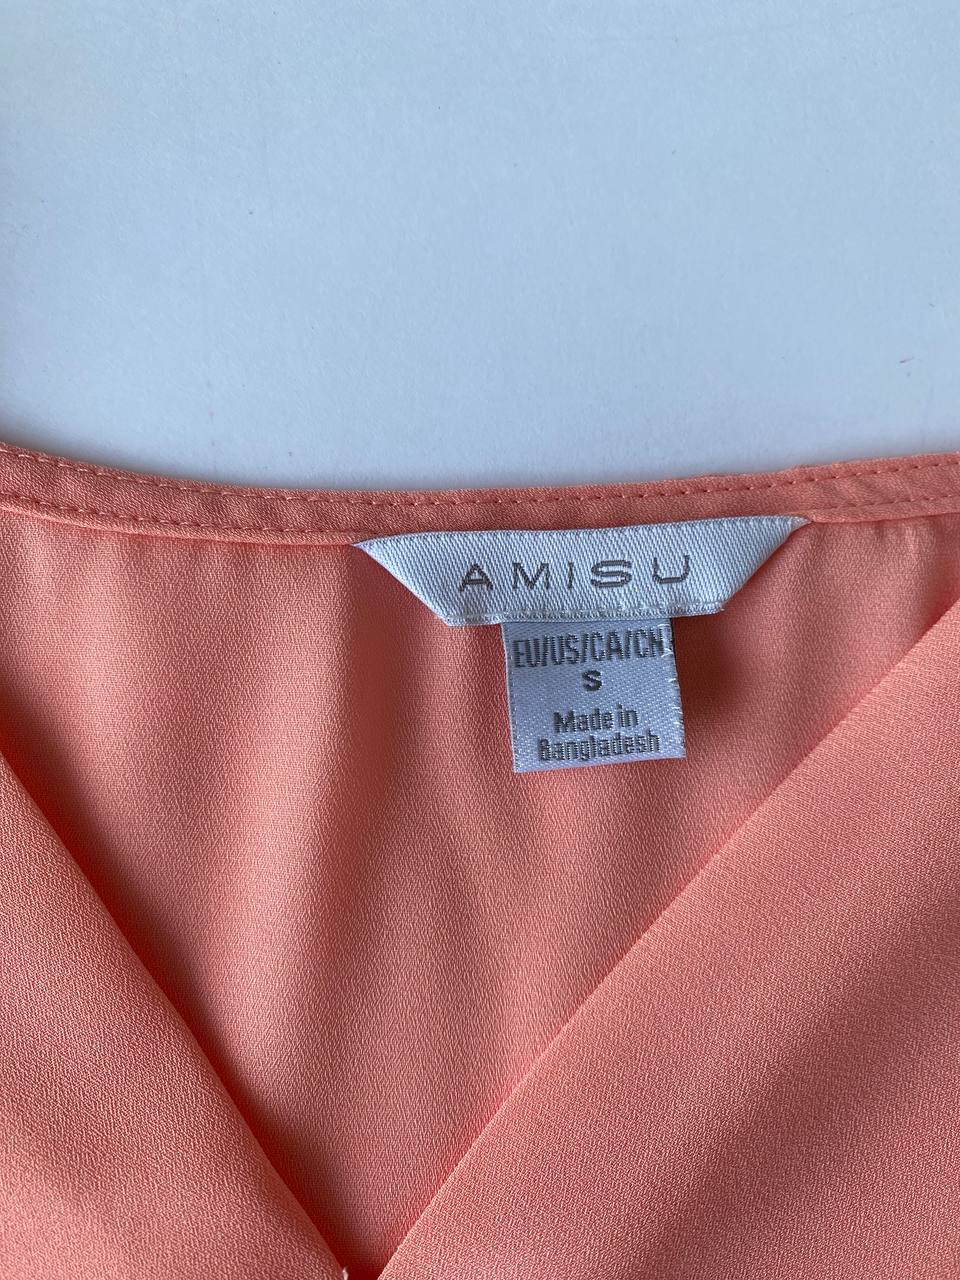 AMISU
EU/US/CA/CN
S
Made in
Bangladesh